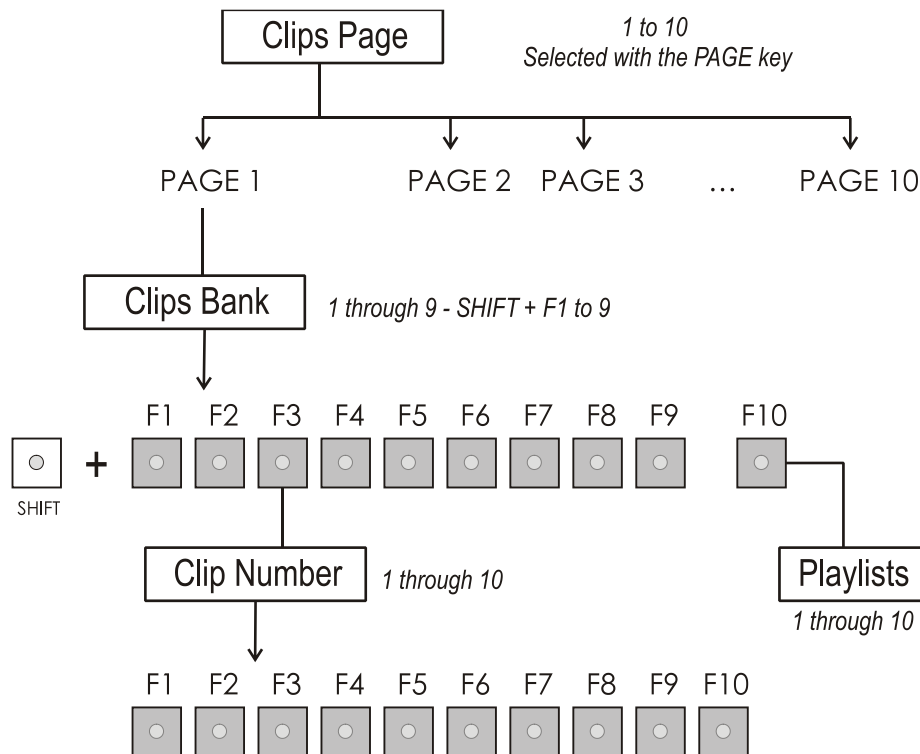 Clips Page
1 to 10
Selected with the PAGE key
PAGE 1 PAGE 2 PAGE 3 ... PAGE 10
Clips Bank
1 through 9 - SHIFT + F1 to 9
F1 F2 F3 F4 F5 F6 F7 F8 F9 F10
+
SHIFT
Clip Number
1 through 10
Playlists
1 through 10
F1 F2 F3 F4 F5 F6 F7 F8 F9 F10